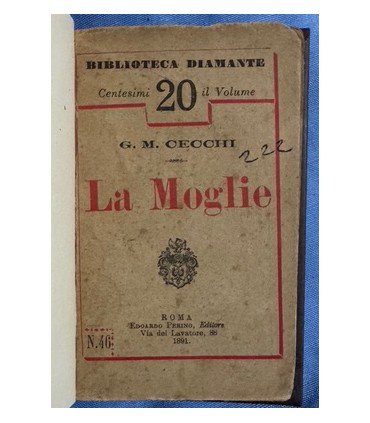 BIBLIOTECA DIAMANTE
Centesimi 20 il Volume
G. M. CECCHI
222
La Moglie
ROMA
EDOARDO PERINO, Editore
Via del Lavatore, 88
1891.
N.46